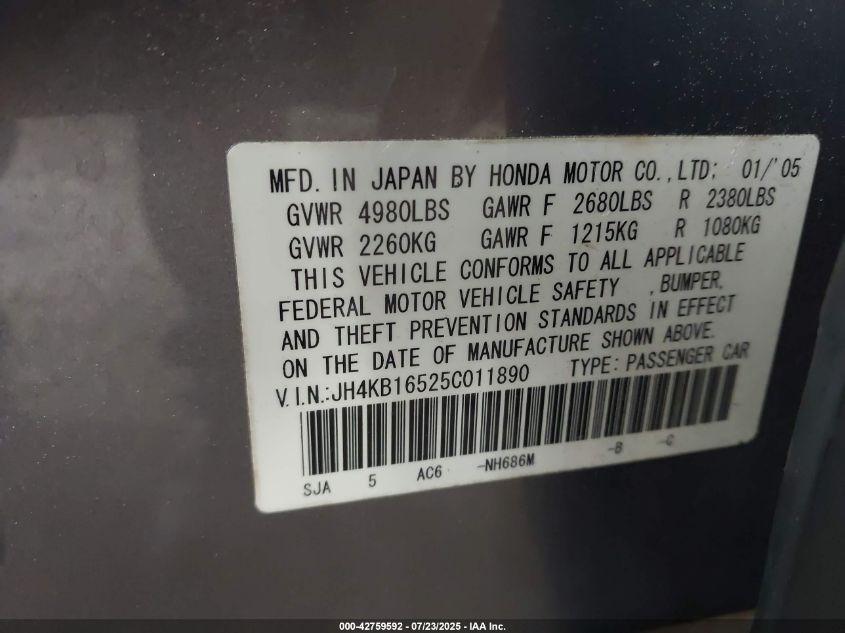 MFD. IN JAPAN BY HONDA MOTOR CO.,LTD: 01/'05
GVWR 4980LBS GAWR F 2680LBS R 2380LBS
GVWR 2260KG GAWR F 1215KG R 1080KG
THIS VEHICLE CONFORMS TO ALL APPLICABLE
FEDERAL MOTOR VEHICLE SAFETY , BUMPER,
AND THEFT PREVENTION STANDARDS IN EFFECT
ON THE DATE OF MANUFACTURE SHOWN ABOVE.
V.I.N.:JH4KB16525C011890 TYPE: PASSENGER CAR
SJA 5 AC6 -NH686M -B -C
000-42759592 - 07/23/2025 - IAA Inc.